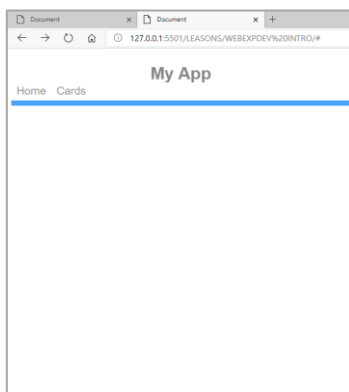 Document Document
127.0.0.1:5501/LEASONS/WEBEXPDEV%20INTRO/#
My App
Home Cards